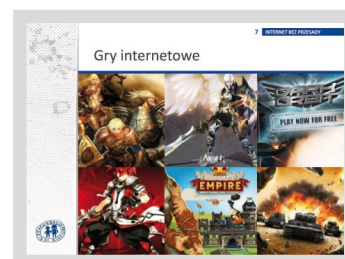 7 INTERNET BEZ PRZESADY
Gry internetowe
AION
PLAY NOW FOR FREE
EMPIRE